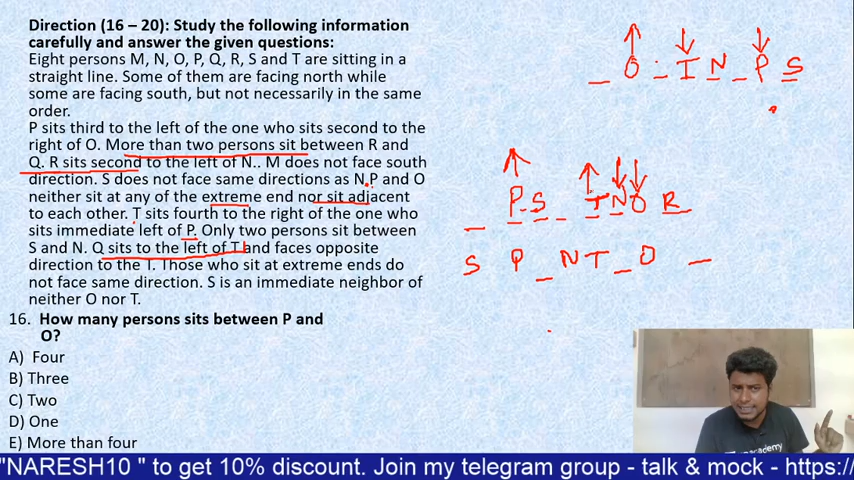 Direction (16 – 20): Study the following information
carefully and answer the given questions:
Eight persons M, N, O, P, Q, R, S and T are sitting in a
straight line. Some of them are facing north while
some are facing south, but not necessarily in the same
order.
P sits third to the left of the one who sits second to the
right of O. More than two persons sit between R and
Q. R sits second to the left of N.. M does not face south
direction. S does not face same directions as N.P and O
neither sit at any of the extreme end nor sit adjacent
to each other. T sits fourth to the right of the one who
sits immediate left of P. Only two persons sit between
S and N. Q sits to the left of T and faces opposite
direction to the T. Those who sit at extreme ends do
not face same direction. S is an immediate neighbor of
neither O nor T.
16. How many persons sits between P and
O?
A) Four
B) Three
C) Two
D) One
E) More than four
O T N P S
P S T N O R
S P N T O
"NARESH10 " to get 10% discount. Join my telegram group - talk & mock - https:/